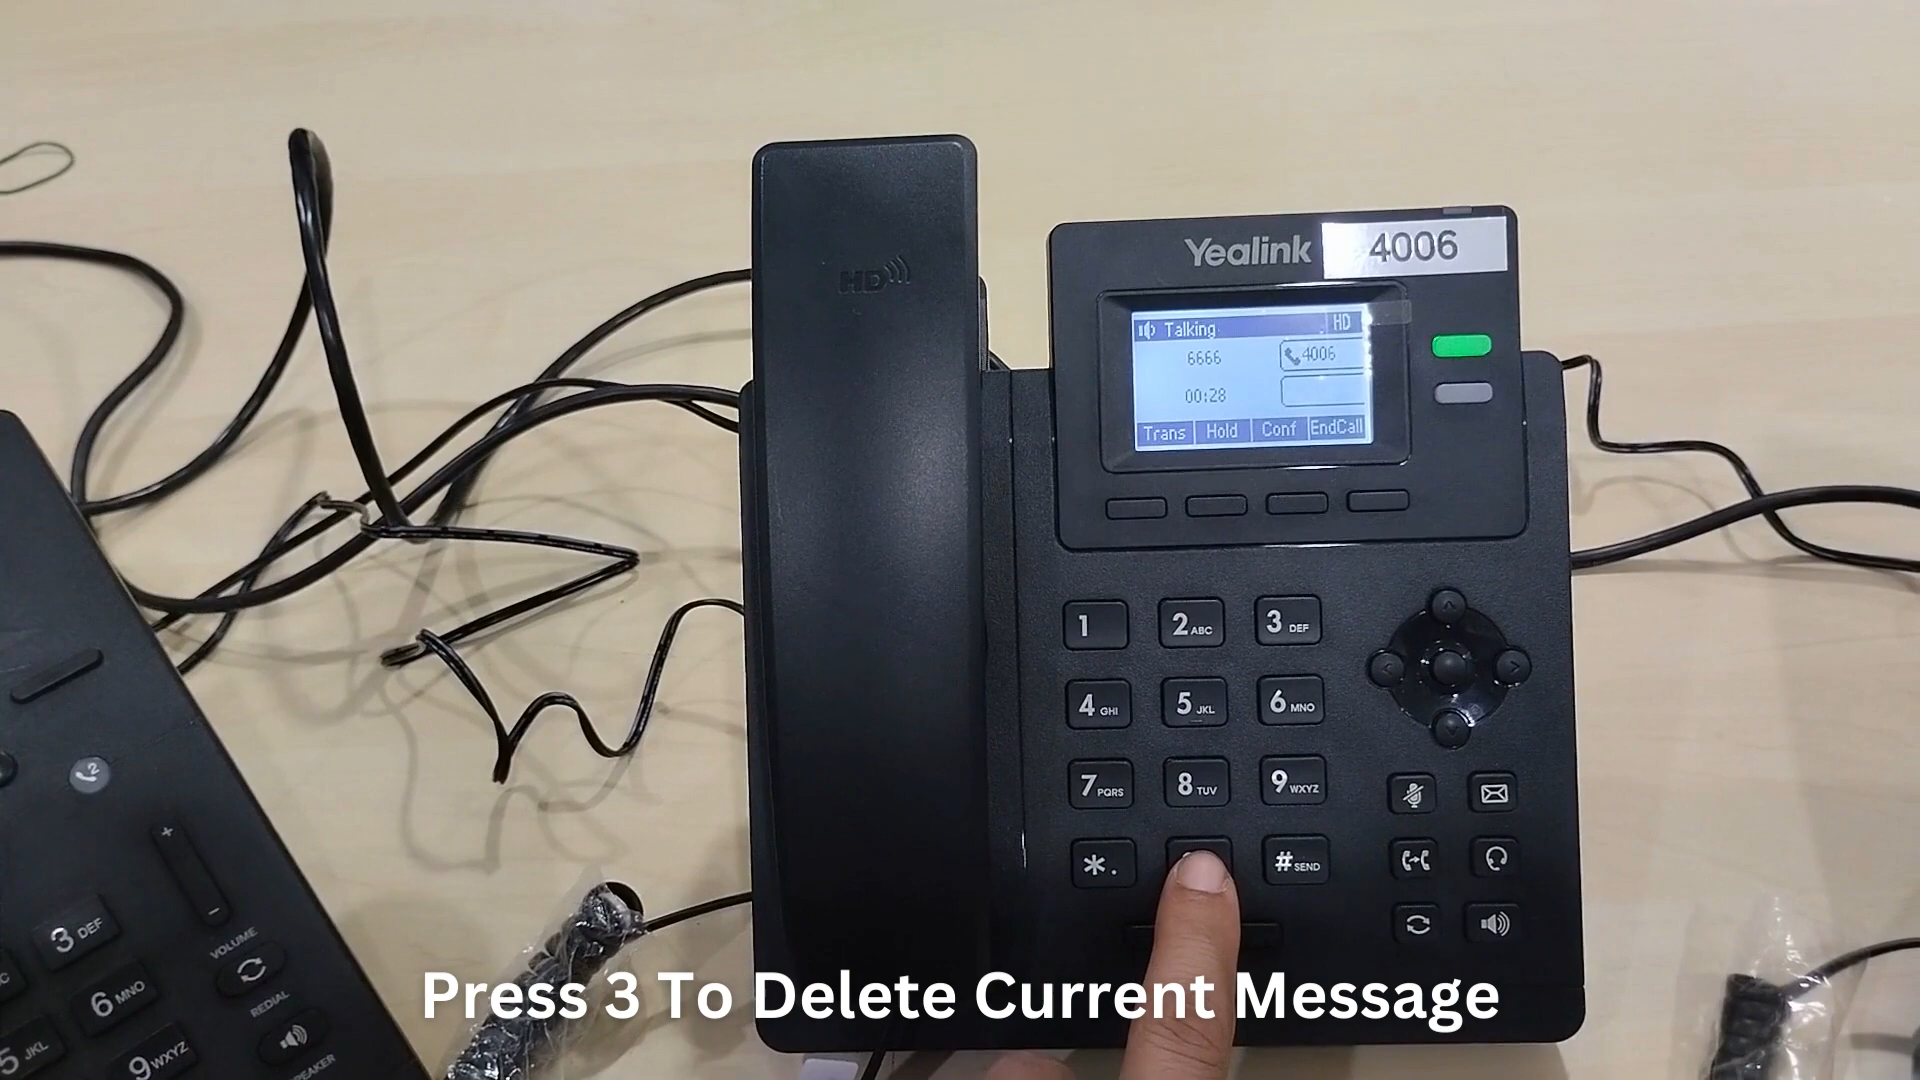 HD
Yealink 4006
Talking HD
6666 4006
00:28
Trans Hold Conf EndCall
1 2 ABC 3 DEF
4 GHI 5 JKL 6 MNO
7 PQRS 8 TUV 9 WXYZ
*. #SEND
2
+
-
VOLUME
3 DEF
REDIAL
6 MNO
5 JKL
9 WXYZ
Press 3 To Delete Current Message